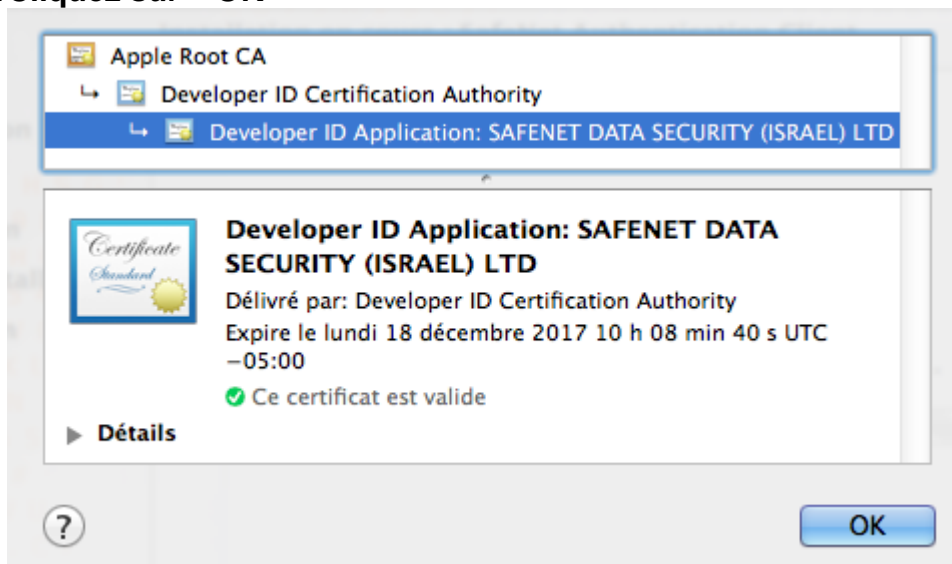 Apple Root CA
↳ Developer ID Certification Authority
↳ Developer ID Application: SAFENET DATA SECURITY (ISRAEL) LTD
Certificate
Standard
Developer ID Application: SAFENET DATA
SECURITY (ISRAEL) LTD
Délivré par: Developer ID Certification Authority
Expire le lundi 18 décembre 2017 10 h 08 min 40 s UTC
−05:00
Ce certificat est valide
▶ Détails
?
OK